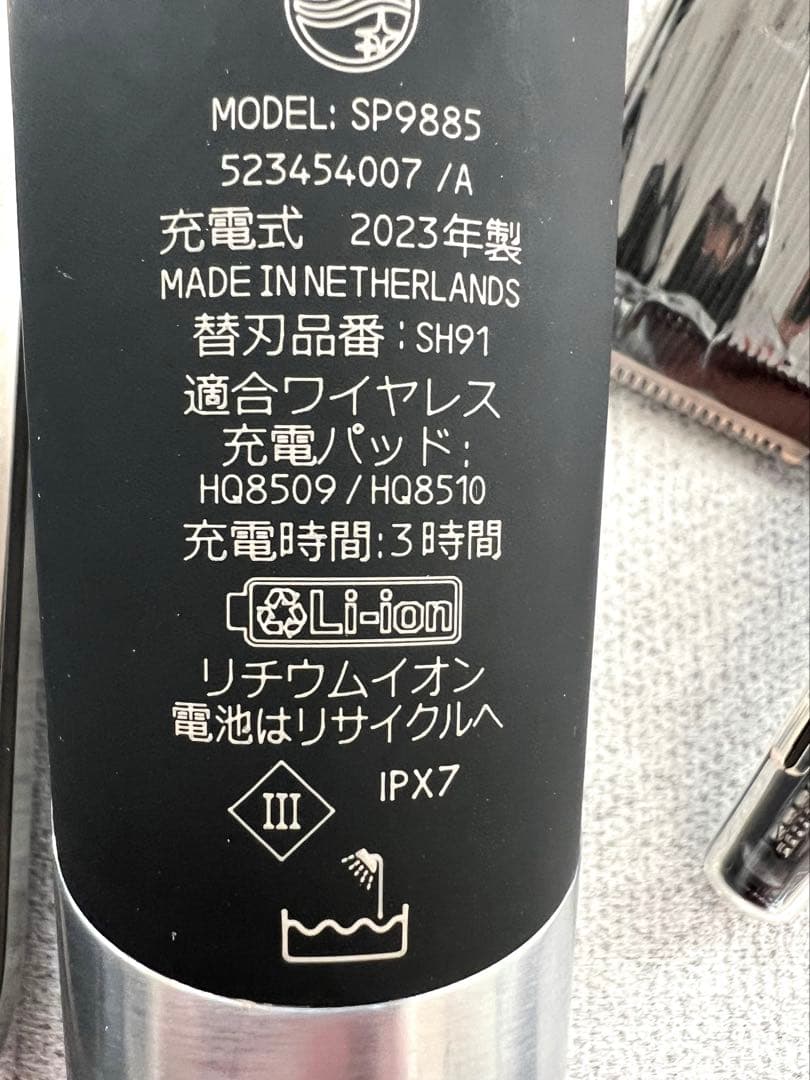 MODEL: SP9885
523454007 /A
充電式 2023年製
MADE IN NETHERLANDS
替刃品番:SH91
適合ワイヤレス
充電パッド:
HQ8509 / HQ8510
充電時間:3時間
Li-ion
リチウムイオン
電池はリサイクルへ
III
IPX7